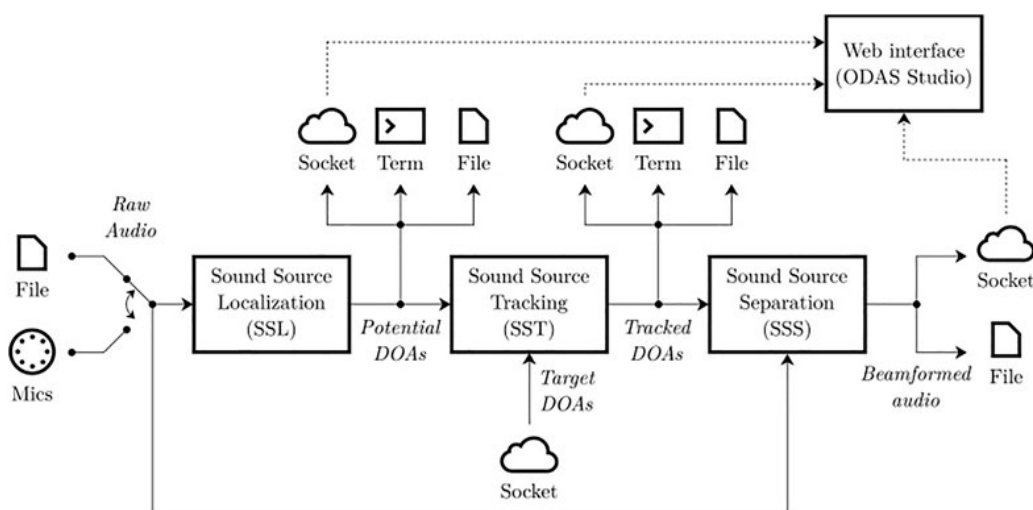 Web interface
(ODAS Studio)
Socket
Term
File
Socket
Term
File
Raw
Audio
File
Mics
Sound Source
Localization
(SSL)
Potential
DOAs
Sound Source
Tracking
(SST)
Target
DOAs
Socket
Tracked
DOAs
Sound Source
Separation
(SSS)
Beamformed
audio
Socket
File